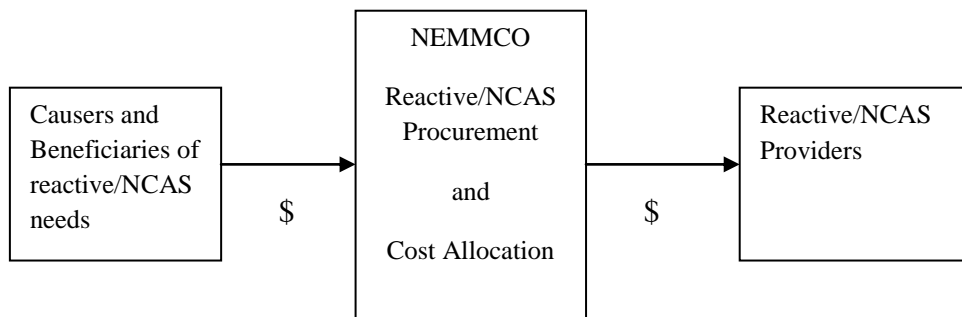 Causers and
Beneficiaries of
reactive/NCAS
needs
$
NEMMCO
Reactive/NCAS
Procurement
and
Cost Allocation
$
Reactive/NCAS
Providers